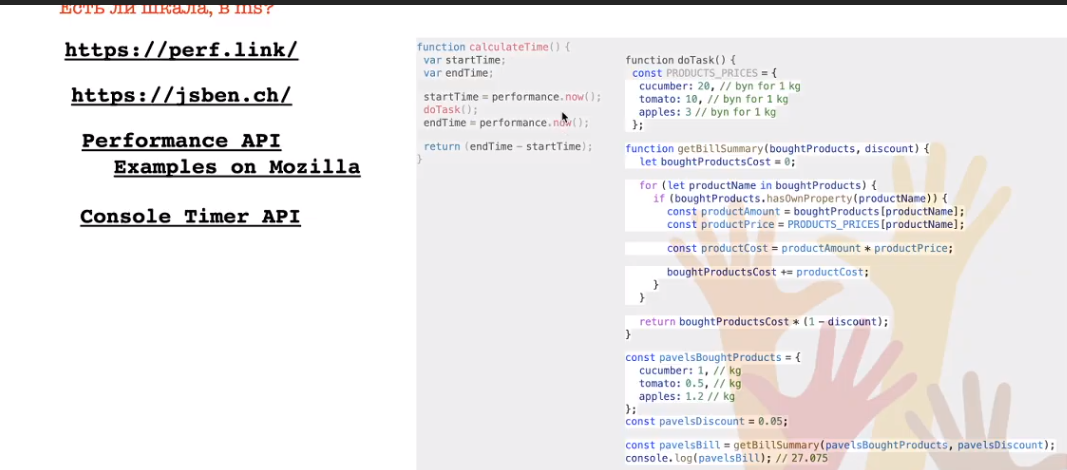 Есть ли шкала, в ms?
https://perf.link/
https://jsben.ch/
Performance API
Examples on Mozilla
Console Timer API
function calculateTime() {
var startTime;
var endTime;
startTime = performance.now();
doTask();
endTime = performance.now();
return (endTime - startTime);
}
function doTask() {
const PRODUCTS_PRICES = {
cucumber: 20, // byn for 1 kg
tomato: 10, // byn for 1 kg
apples: 3 // byn for 1 kg
};
function getBillSummary(boughtProducts, discount) {
let boughtProductsCost = 0;
for (let productName in boughtProducts) {
if (boughtProducts.hasOwnProperty(productName)) {
const productAmount = boughtProducts[productName];
const productPrice = PRODUCTS_PRICES[productName];
const productCost = productAmount * productPrice;
boughtProductsCost += productCost;
}
}
return boughtProductsCost * (1 - discount);
}
const pavelsBoughtProducts = {
cucumber: 1, // kg
tomato: 0.5, // kg
apples: 1.2 // kg
};
const pavelsDiscount = 0.05;
const pavelsBill = getBillSummary(pavelsBoughtProducts, pavelsDiscount);
console.log(pavelsBill); // 27.075